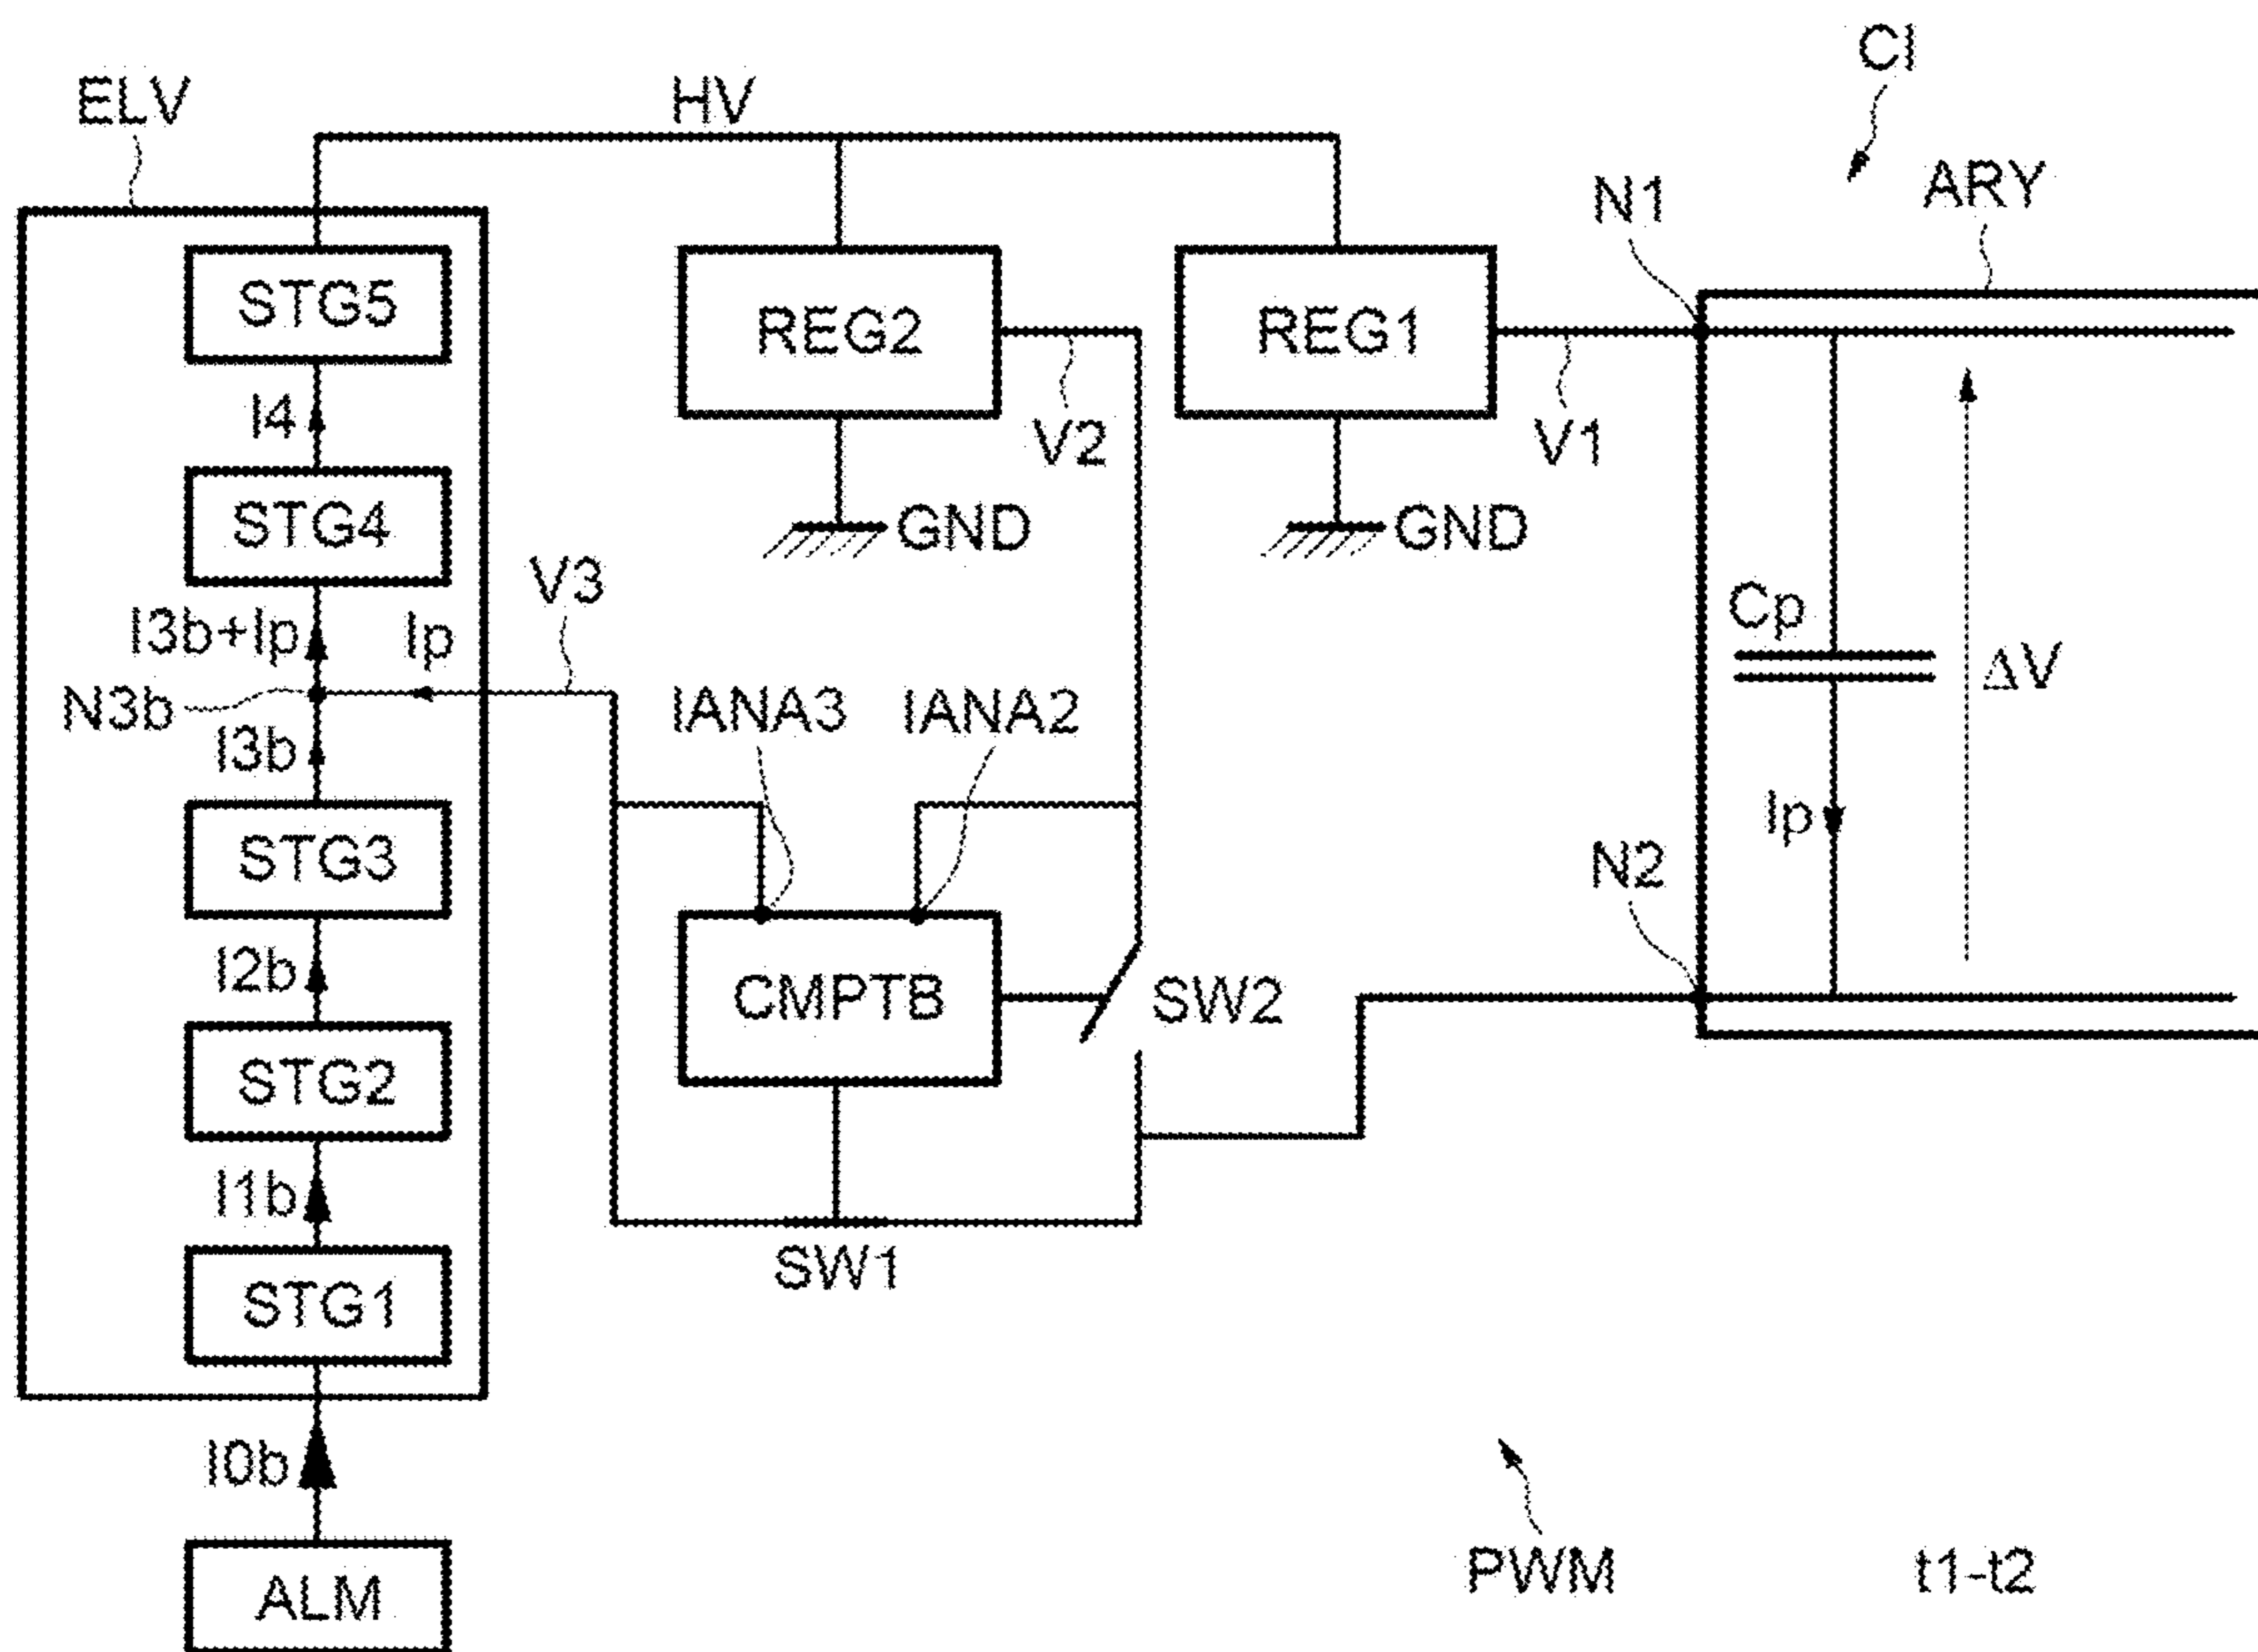 CI
ELV
HV
ARY
N1
STG5
REG2
REG1
I4
V2
V1
STG4
GND
GND
V3
Cp
I3b+Ip
Ip
ΔV
N3b
IANA3
IANA2
I3b
Ip
STG3
N2
I2b
CMPTB
SW2
STG2
I1b
SW1
STG1
I0b
PWM
t1-t2
ALM